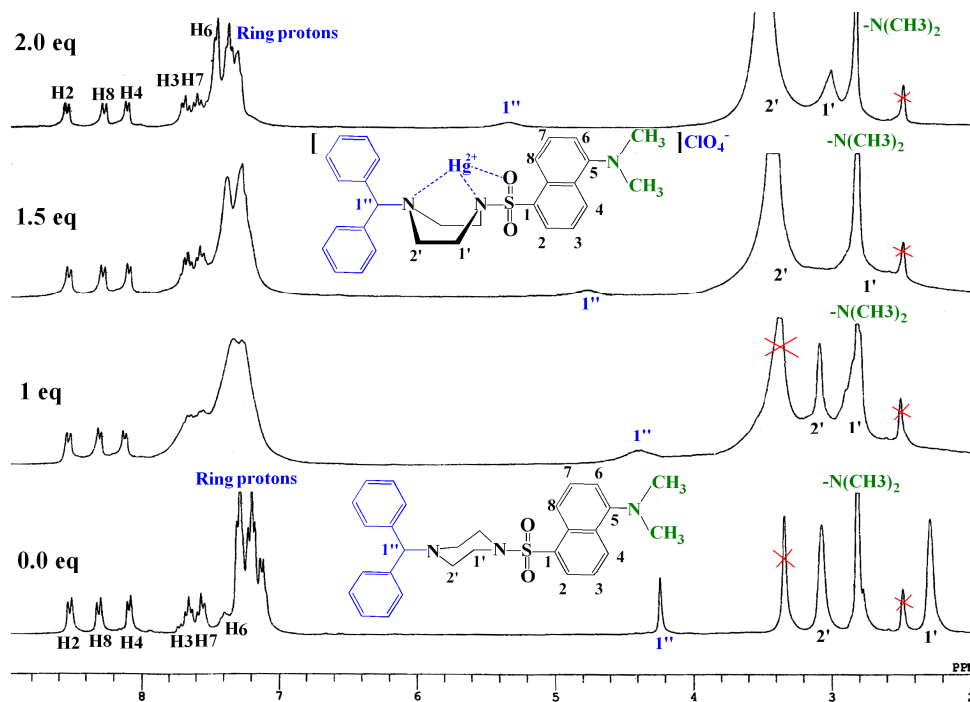 2.0 eq
H2
H8
H4
H3H7
H6
Ring protons
1''
2'
1'
-N(CH3)2
[
Hg2+
1''
N
N
S
O
O
2'
1'
1
2
3
4
5
6
7
8
N
CH3
CH3
]ClO4-
1.5 eq
1''
2'
1'
-N(CH3)2
1 eq
1''
2'
1'
-N(CH3)2
0.0 eq
Ring protons
H2
H8
H4
H3
H7
H6
1''
N
N
S
O
O
2'
1'
1
2
3
4
5
6
7
8
N
CH3
CH3
1''
2'
1'
-N(CH3)2
8
7
6
5
4
3
2
PPM